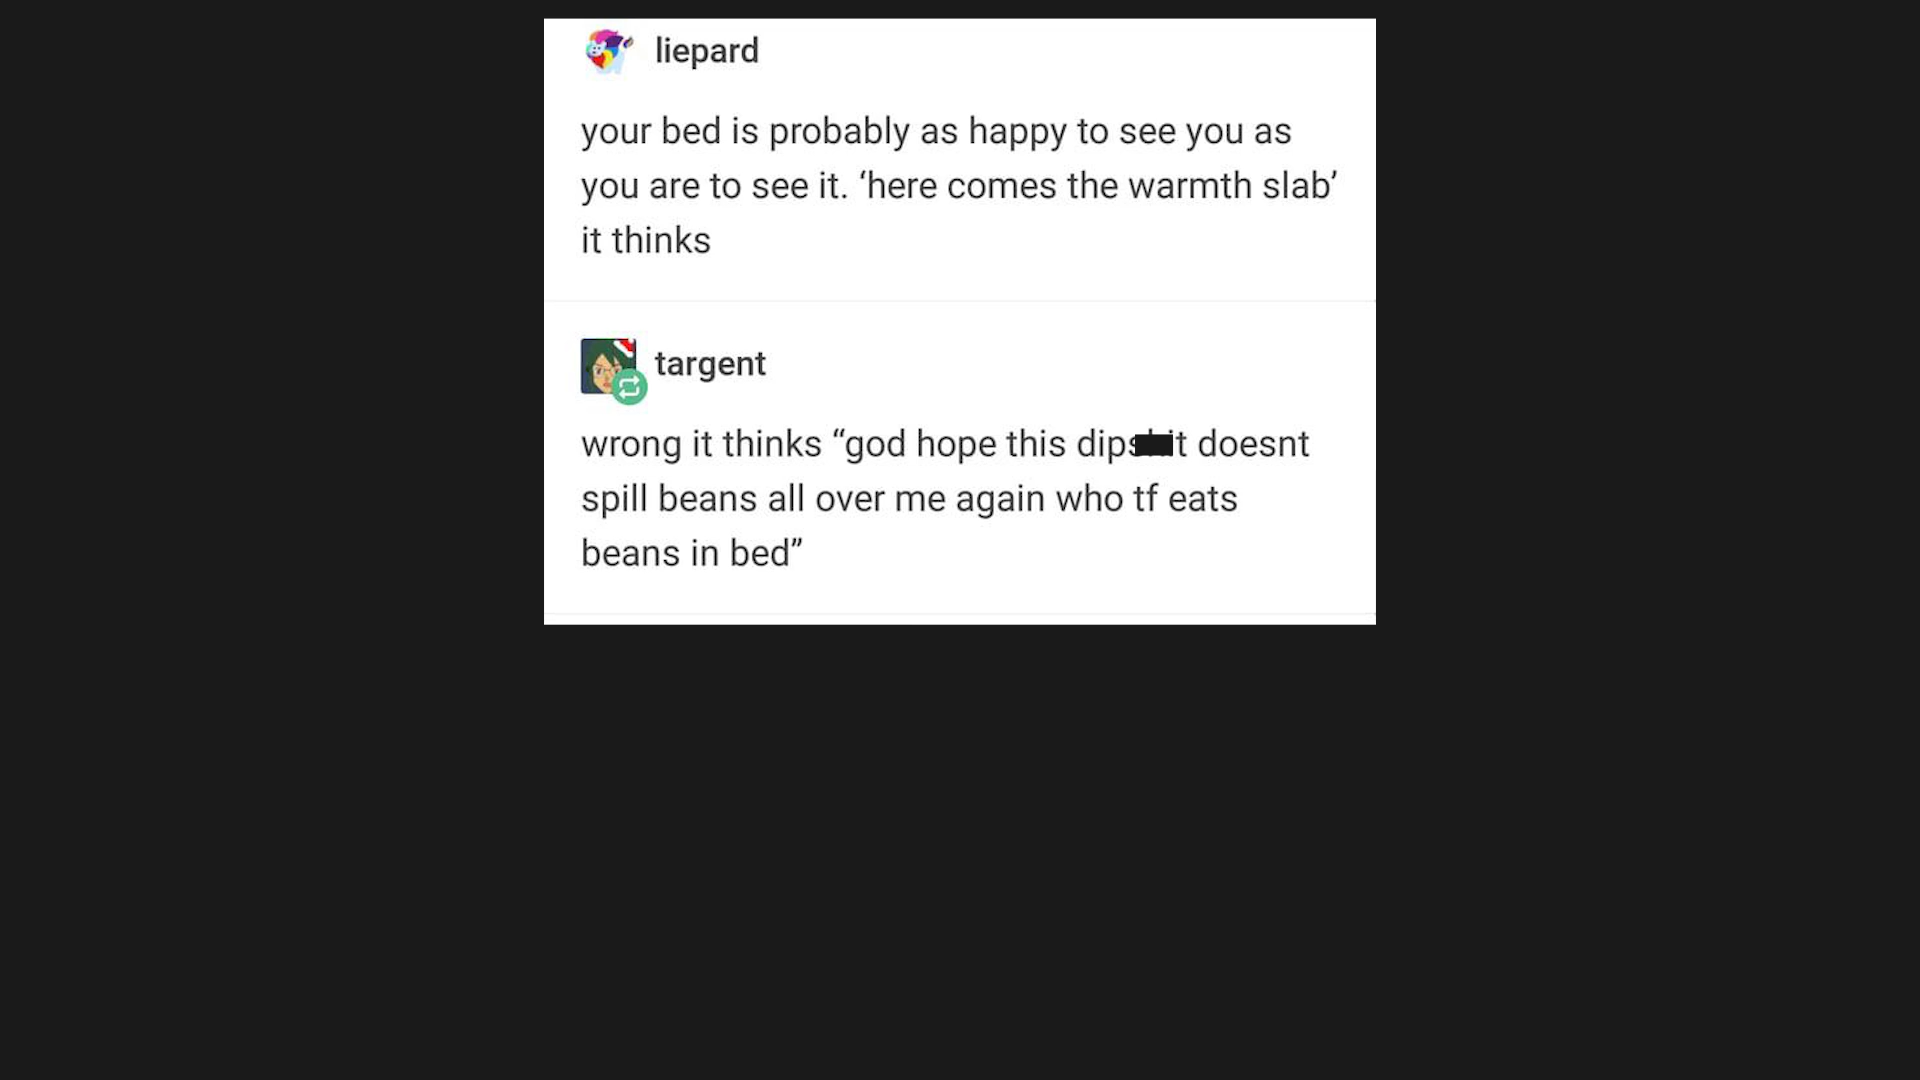 liepard
your bed is probably as happy to see you as
you are to see it. ‘here comes the warmth slab’
it thinks
targent
wrong it thinks “god hope this doesnt
spill beans all over me again who tf eats
beans in bed”